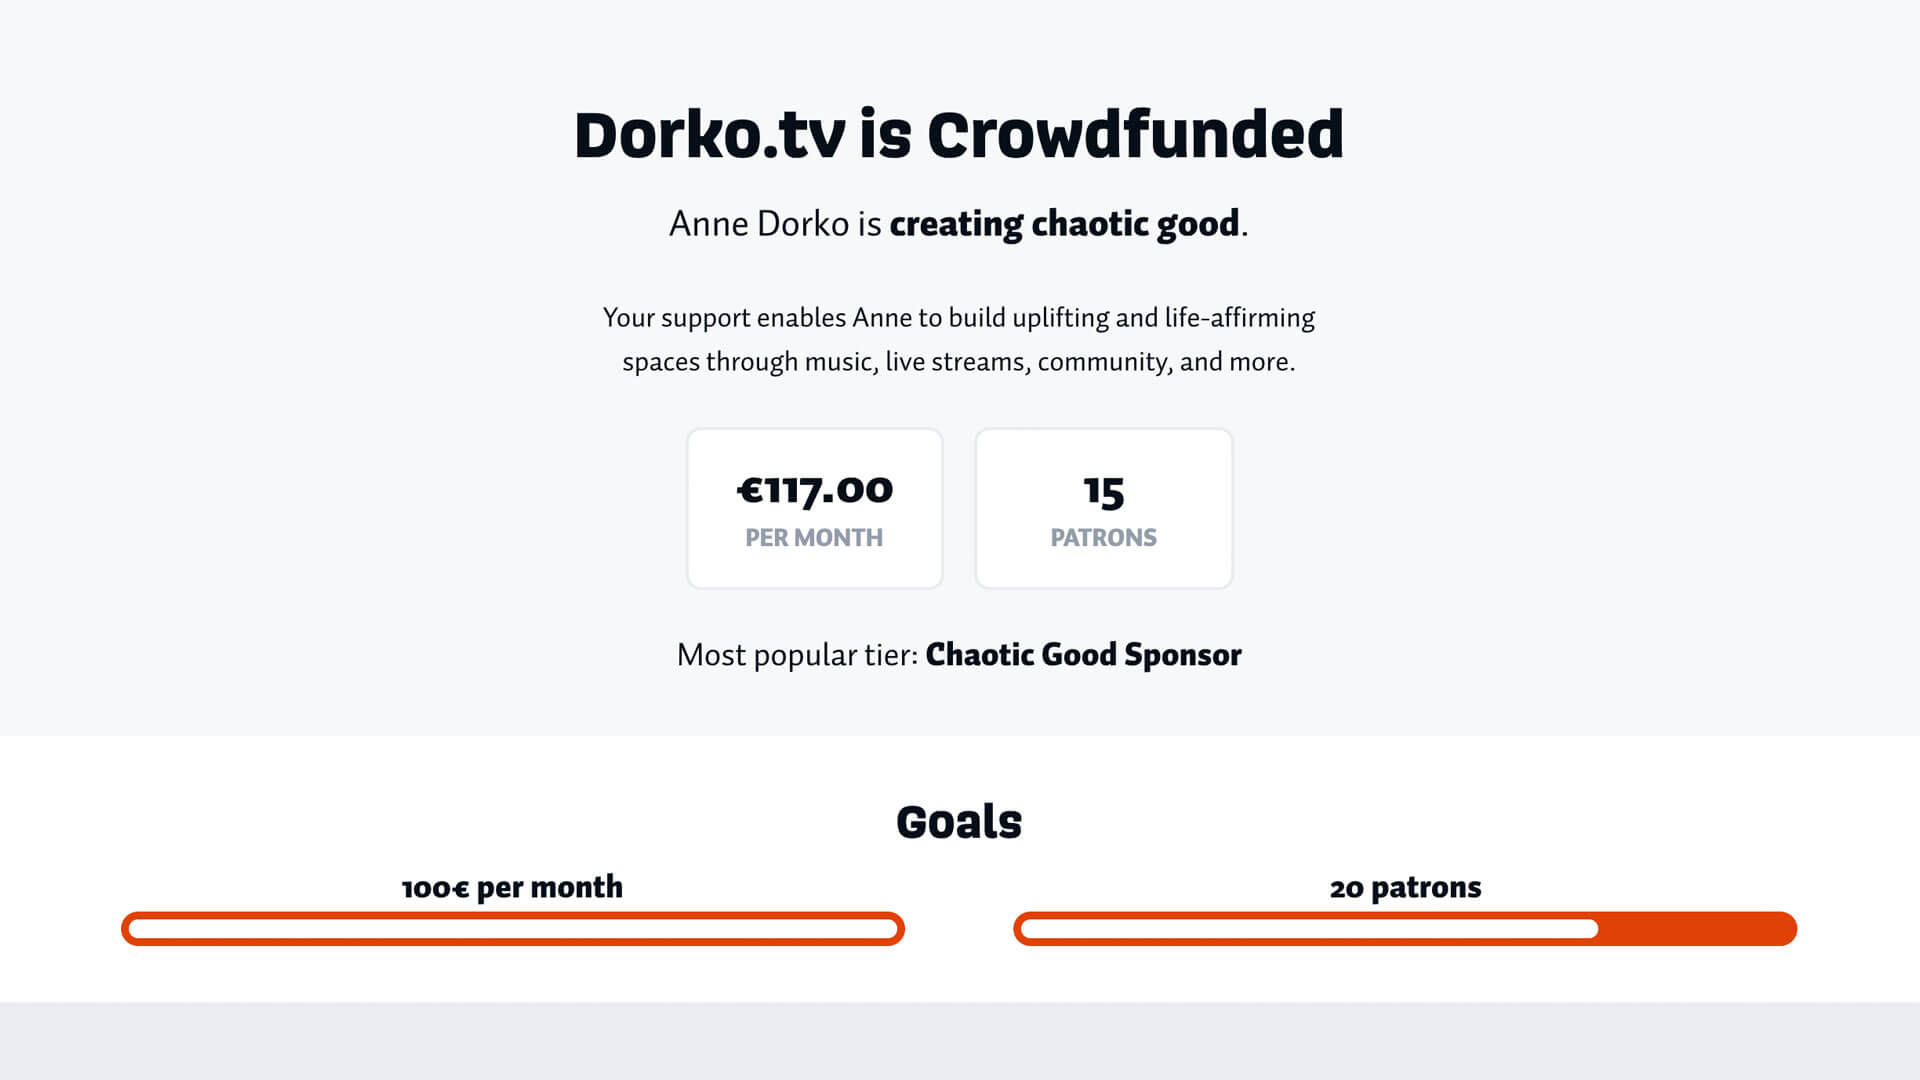 Dorko.tv is Crowdfunded
Anne Dorko is creating chaotic good.
Your support enables Anne to build uplifting and life-affirming
spaces through music, live streams, community, and more.
€117.00
PER MONTH
15
PATRONS
Most popular tier: Chaotic Good Sponsor
Goals
100€ per month
20 patrons